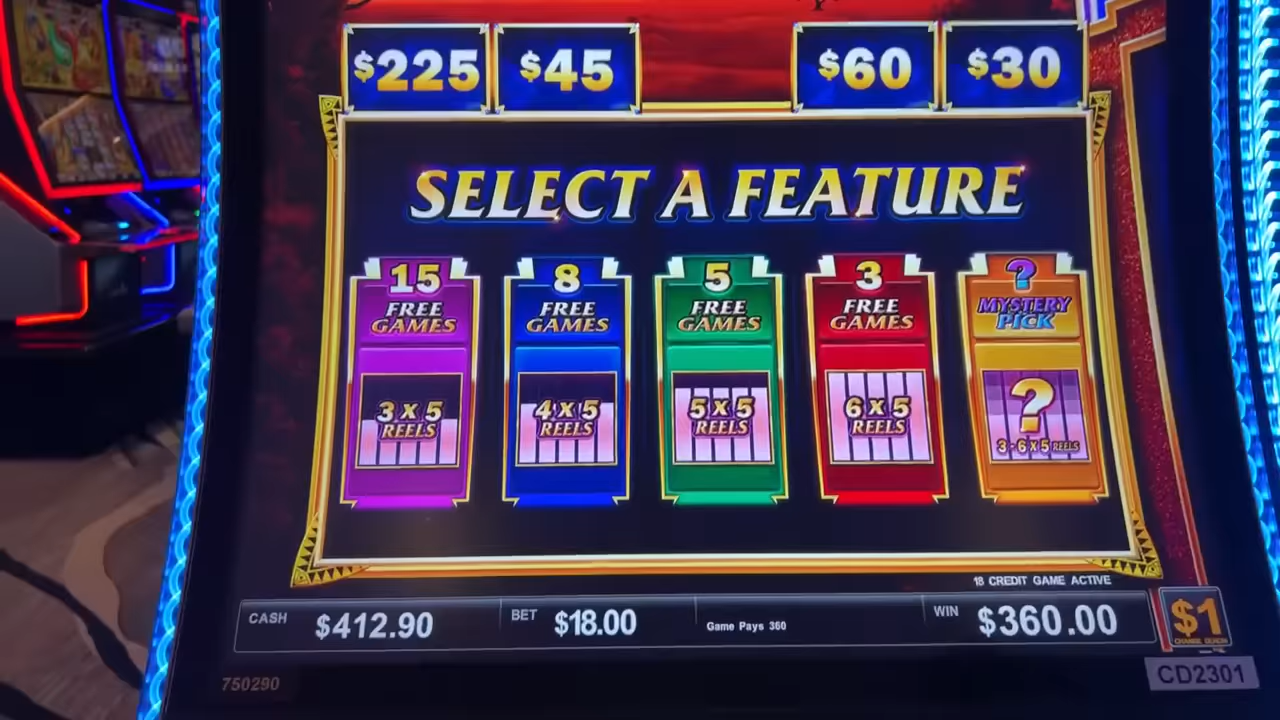 $225 $45 $60 $30
SELECT A FEATURE
15 FREE GAMES
3 X 5 REELS
8 FREE GAMES
4 X 5 REELS
5 FREE GAMES
5 X 5 REELS
3 FREE GAMES
6 X 5 REELS
? MYSTERY PICK
?
3 - 6 X 5 REELS
18 CREDIT GAME ACTIVE
CASH $412.90 BET $18.00 Game Pays 360 WIN $360.00
$1
CHANGE DENOM
750290
CD2301